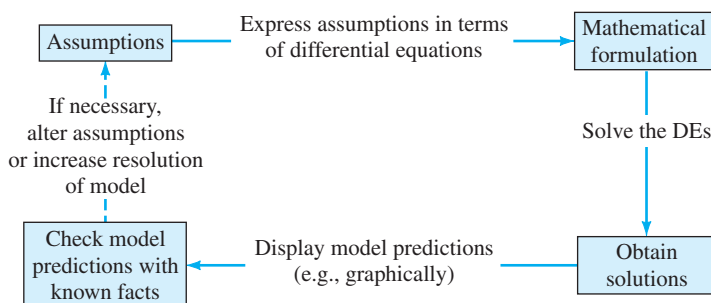 Assumptions
Express assumptions in terms
of differential equations
Mathematical
formulation
If necessary,
alter assumptions
or increase resolution
of model
Solve the DEs
Check model
predictions with
known facts
Display model predictions
(e.g., graphically)
Obtain
solutions